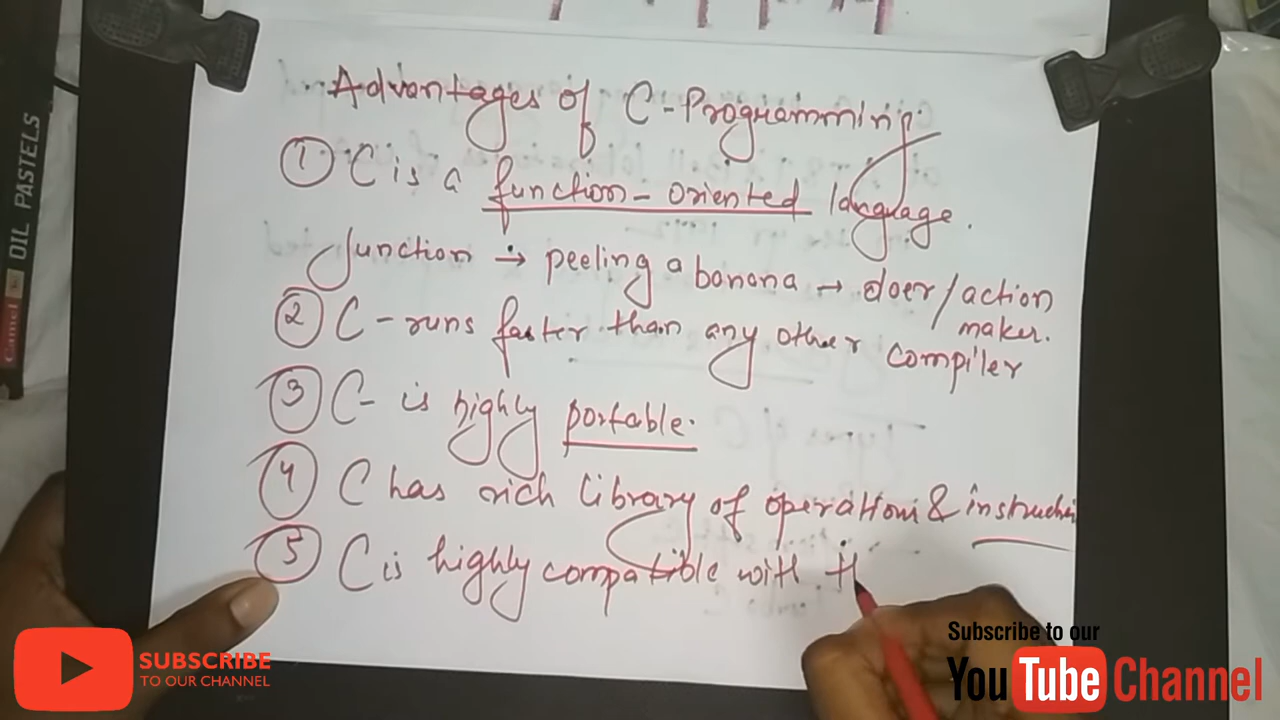 Advantages of C-Programming
① C is a function-oriented language.
function → peeling a banana → doer/action
maker.
② C-runs faster than any other compiler
③ C- is highly portable.
④ C has rich library of operations & instructi
⑤ C is highly compatible with th
Camel OIL PASTELS
SUBSCRIBE
TO OUR CHANNEL
Subscribe to our
YouTube Channel